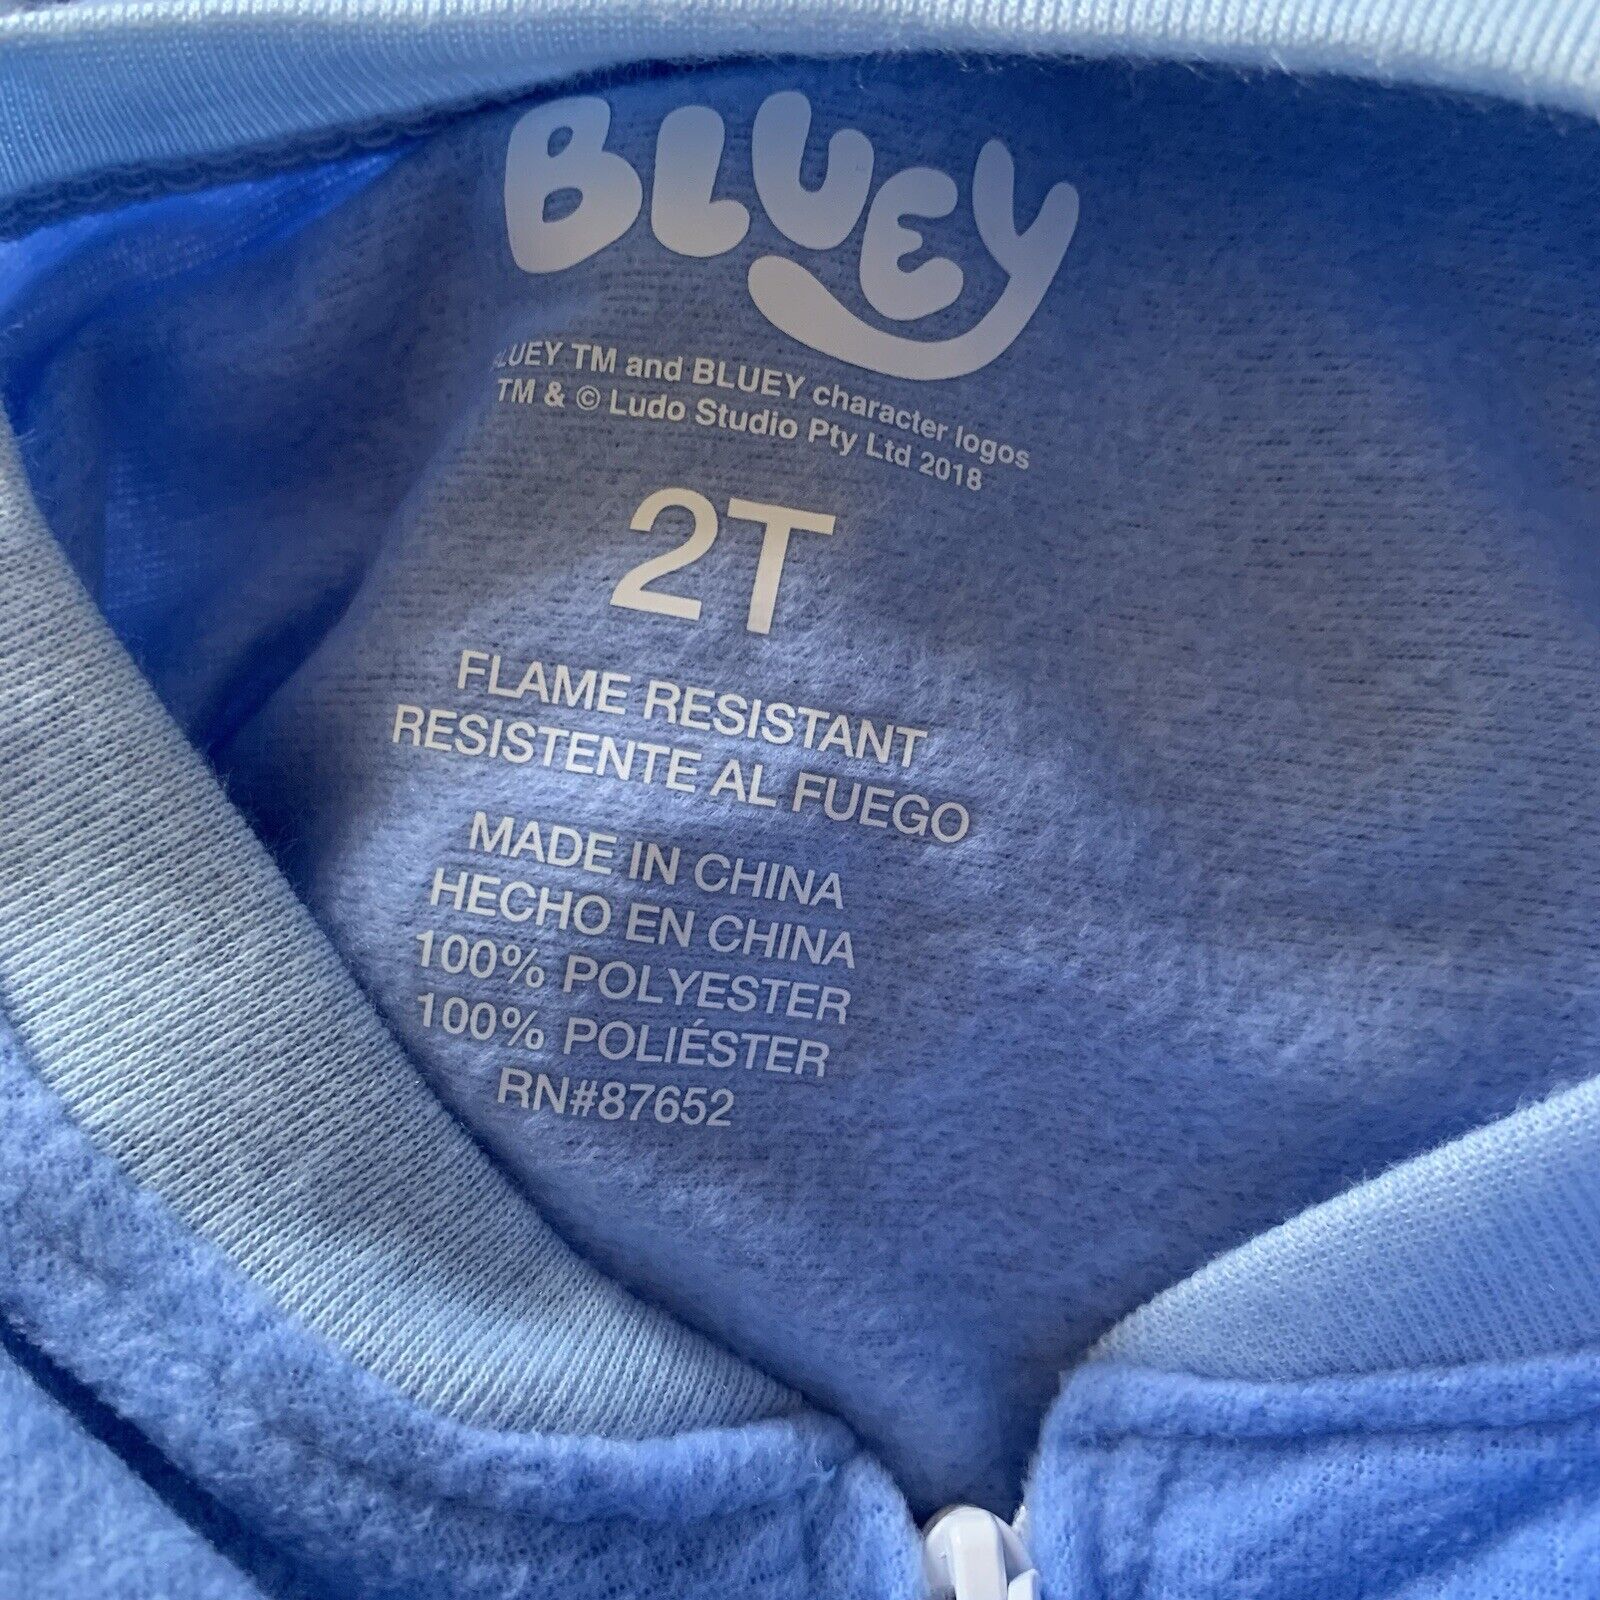 BLUEY
LUEY TM and BLUEY character logos
TM & © Ludo Studio Pty Ltd 2018
2T
FLAME RESISTANT
RESISTENTE AL FUEGO
MADE IN CHINA
HECHO EN CHINA
100% POLYESTER
100% POLIÉSTER
RN#87652